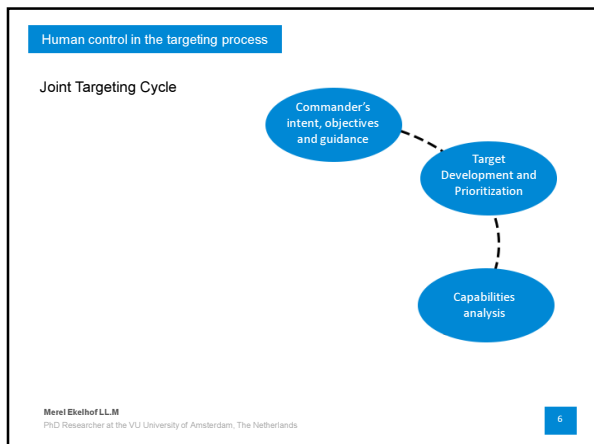 Human control in the targeting process
Joint Targeting Cycle
Commander's
intent, objectives
and guidance
Target
Development and
Prioritization
Capabilities
analysis
Merel Ekelhof LL.M
PhD Researcher at the VU University of Amsterdam, The Netherlands
6